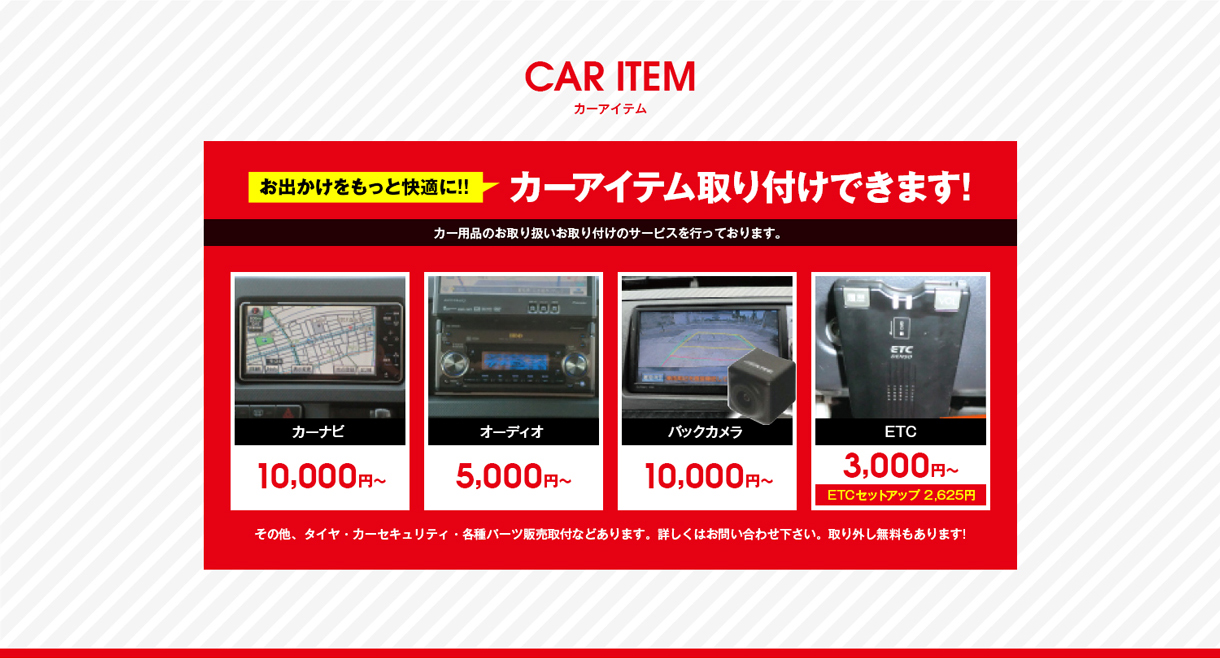 CAR ITEM
カーアイテム
お出かけをもっと快適に!!
カーアイテム取り付けできます!
カー用品のお取り扱いお取り付けのサービスを行っております。
カーナビ
10,000円〜
オーディオ
5,000円〜
バックカメラ
10,000円〜
ETC
ETC
3,000円〜
ETCセットアップ 2,625円
その他、タイヤ・カーセキュリティ・各種パーツ販売取付などあります。詳しくはお問い合わせ下さい。取り外し無料もあります!